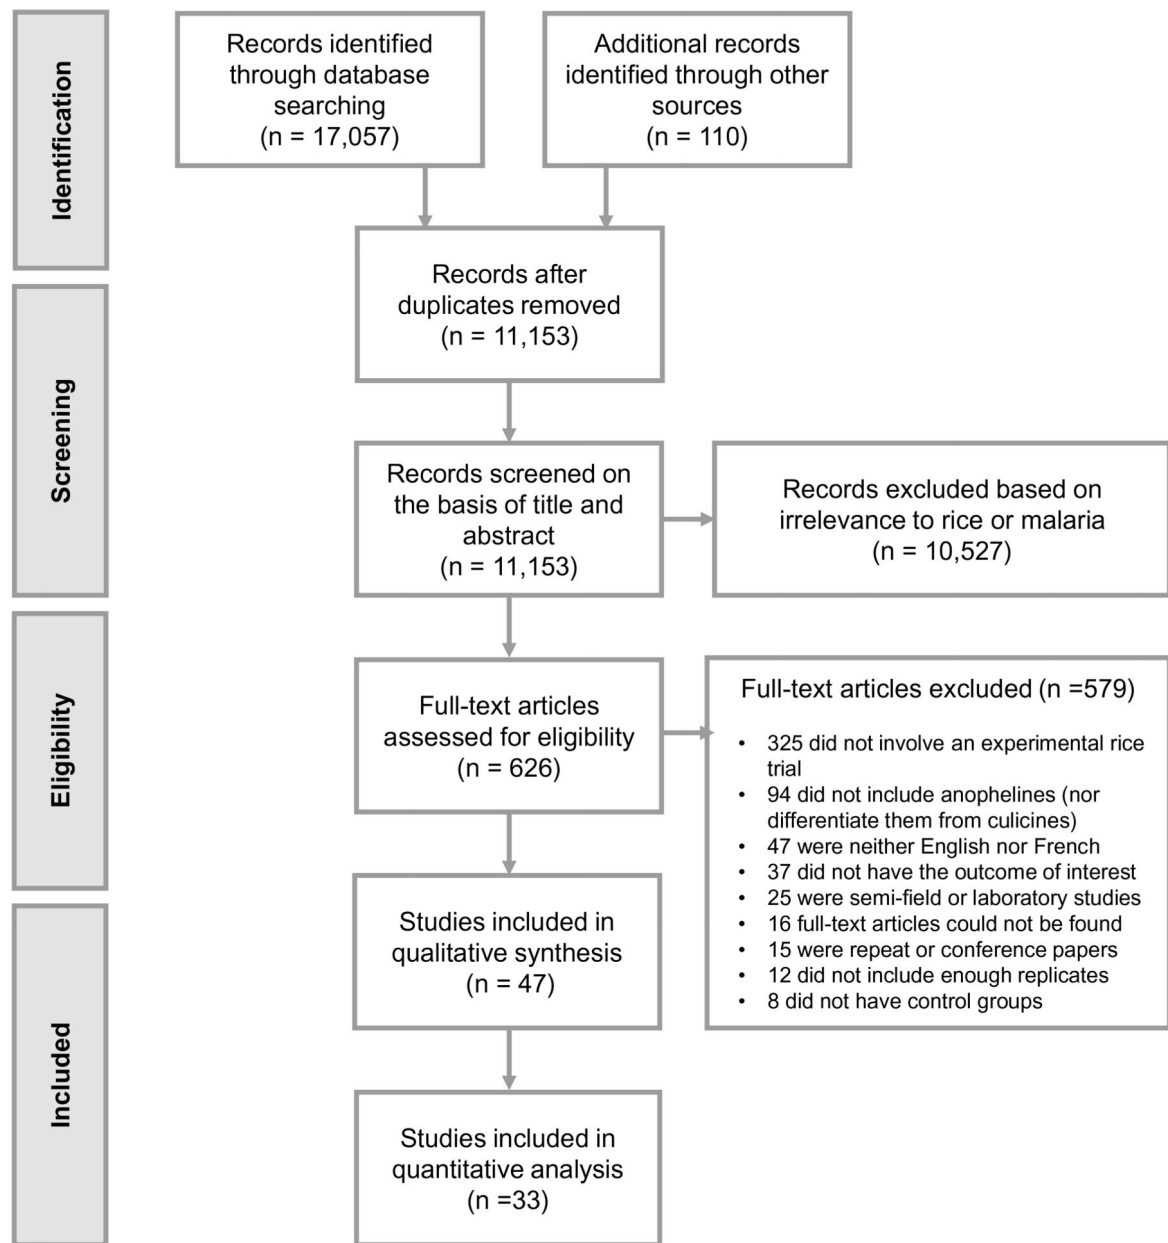 Identification
Records identified
through database
searching
(n = 17,057)
Additional records
identified through other
sources
(n = 110)
Records after
duplicates removed
(n = 11,153)
Screening
Records screened on
the basis of title and
abstract
(n = 11,153)
Records excluded based on
irrelevance to rice or malaria
(n = 10,527)
Eligibility
Full-text articles
assessed for eligibility
(n = 626)
Full-text articles excluded (n =579)
• 325 did not involve an experimental rice
trial
• 94 did not include anophelines (nor
differentiate them from culicines)
• 47 were neither English nor French
• 37 did not have the outcome of interest
• 25 were semi-field or laboratory studies
• 16 full-text articles could not be found
• 15 were repeat or conference papers
• 12 did not include enough replicates
• 8 did not have control groups
Included
Studies included in
qualitative synthesis
(n = 47)
Studies included in
quantitative analysis
(n =33)